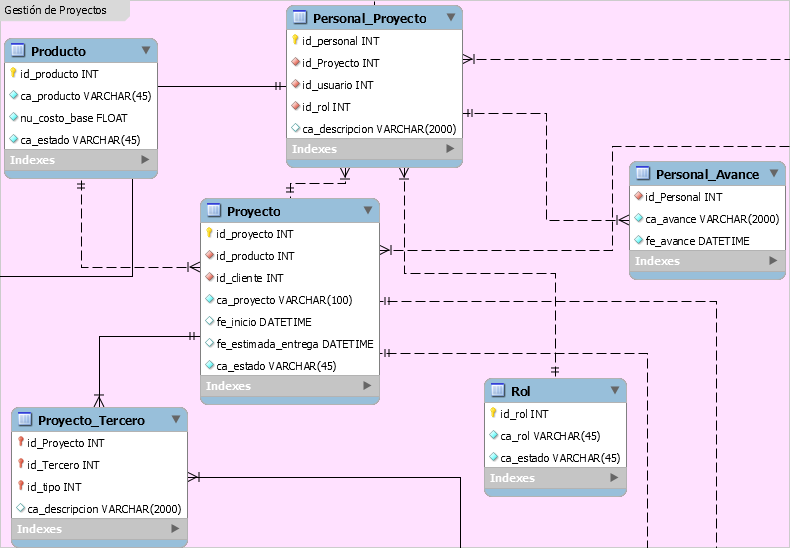 Gestión de Proyectos
Personal_Proyecto
id_personal INT
id_Proyecto INT
id_usuario INT
id_rol INT
ca_descripcion VARCHAR(2000)
Indexes
Producto
id_producto INT
ca_producto VARCHAR(45)
nu_costo_base FLOAT
ca_estado VARCHAR(45)
Indexes
Personal_Avance
id_Personal INT
ca_avance VARCHAR(2000)
fe_avance DATETIME
Indexes
Proyecto
id_proyecto INT
id_producto INT
id_cliente INT
ca_proyecto VARCHAR(100)
fe_inicio DATETIME
fe_estimada_entrega DATETIME
ca_estado VARCHAR(45)
Indexes
Rol
id_rol INT
ca_rol VARCHAR(45)
ca_estado VARCHAR(45)
Indexes
Proyecto_Tercero
id_Proyecto INT
id_Tercero INT
id_tipo INT
ca_descripcion VARCHAR(2000)
Indexes